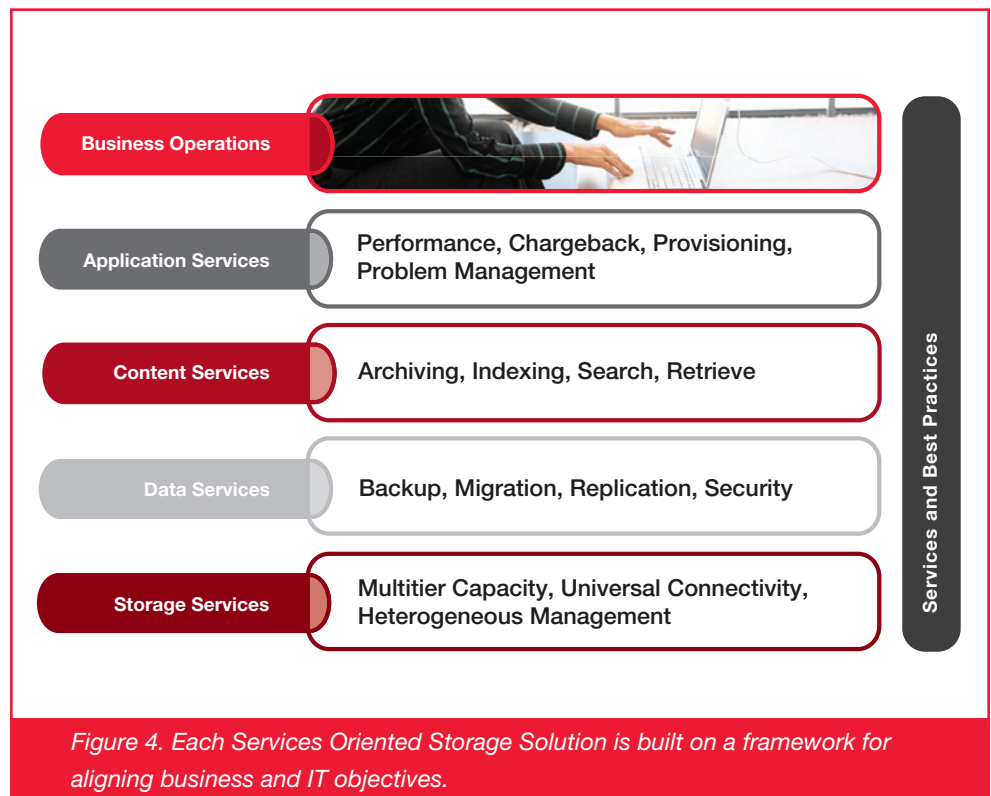 Business Operations
Application Services
Performance, Chargeback, Provisioning,
Problem Management
Content Services
Archiving, Indexing, Search, Retrieve
Data Services
Backup, Migration, Replication, Security
Storage Services
Multitier Capacity, Universal Connectivity,
Heterogeneous Management
Services and Best Practices
Figure 4. Each Services Oriented Storage Solution is built on a framework for
aligning business and IT objectives.